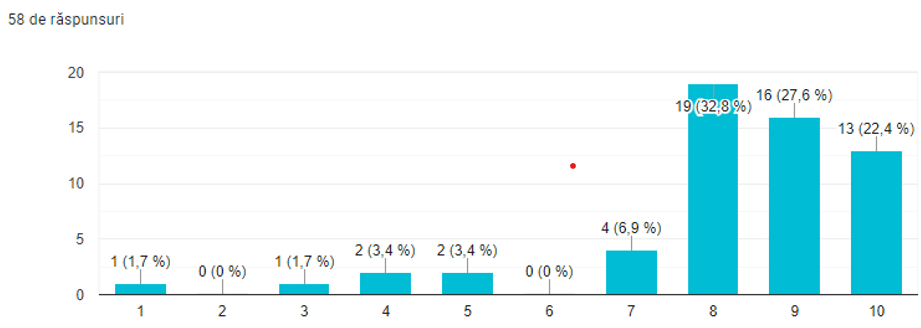 58 de răspunsuri
20
15
10
5
0
1 (1,7 %)
0 (0 %)
1 (1,7 %)
2 (3,4 %)
2 (3,4 %)
0 (0 %)
4 (6,9 %)
19 (32,8 %)
16 (27,6 %)
13 (22,4 %)
1 2 3 4 5 6 7 8 9 10